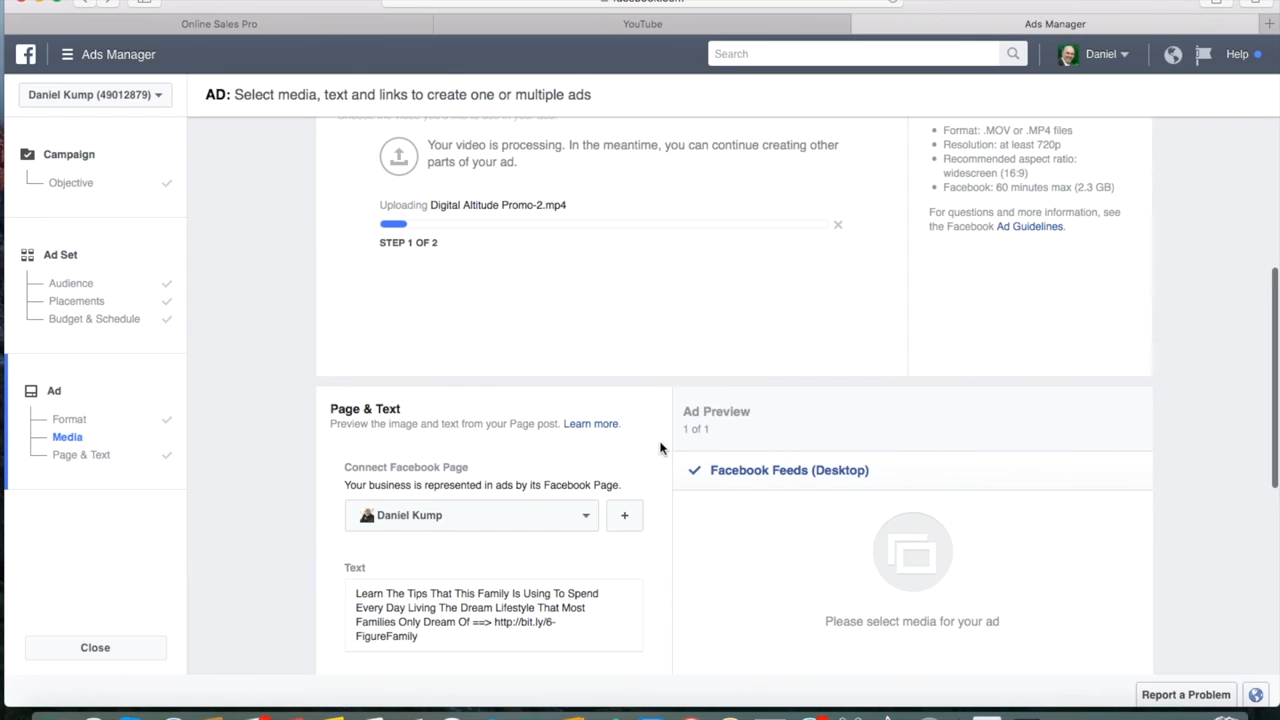 facebook.com
Online Sales Pro
YouTube
Ads Manager
Ads Manager
Search
Daniel
Help
Daniel Kump (49012879)
AD: Select media, text and links to create one or multiple ads
Campaign
Objective
Ad Set
Audience
Placements
Budget & Schedule
Ad
Format
Media
Page & Text
Close
Your video is processing. In the meantime, you can continue creating other
parts of your ad.
Uploading Digital Altitude Promo-2.mp4
STEP 1 OF 2
Format: .MOV or .MP4 files
Resolution: at least 720p
Recommended aspect ratio:
widescreen (16:9)
Facebook: 60 minutes max (2.3 GB)
For questions and more information, see
the Facebook Ad Guidelines.
Page & Text
Preview the image and text from your Page post. Learn more.
Connect Facebook Page
Your business is represented in ads by its Facebook Page.
Daniel Kump
+
Text
Learn The Tips That This Family Is Using To Spend
Every Day Living The Dream Lifestyle That Most
Families Only Dream Of ==> http://bit.ly/6-
FigureFamily
Ad Preview
1 of 1
Facebook Feeds (Desktop)
Please select media for your ad
Report a Problem